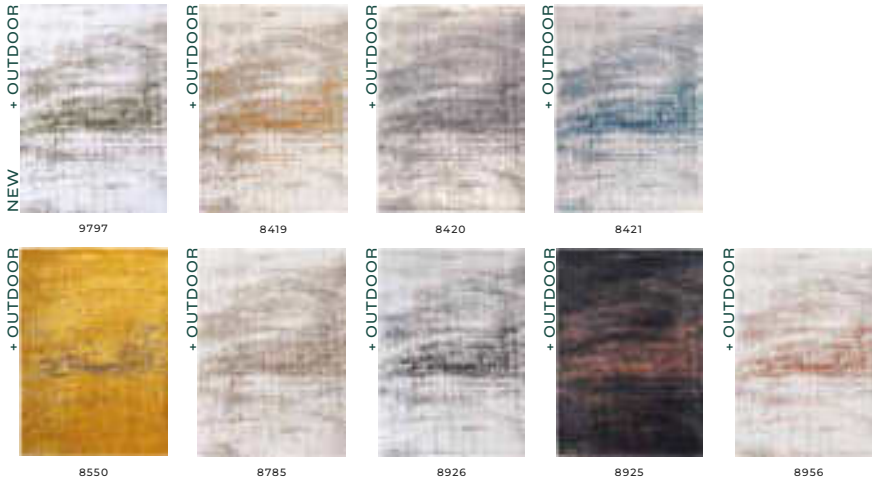 + OUTDOOR
NEW
+ OUTDOOR
+ OUTDOOR
+ OUTDOOR
9797
8419
8420
8421
+ OUTDOOR
+ OUTDOOR
+ OUTDOOR
+ OUTDOOR
+ OUTDOOR
8550
8785
8926
8925
8956